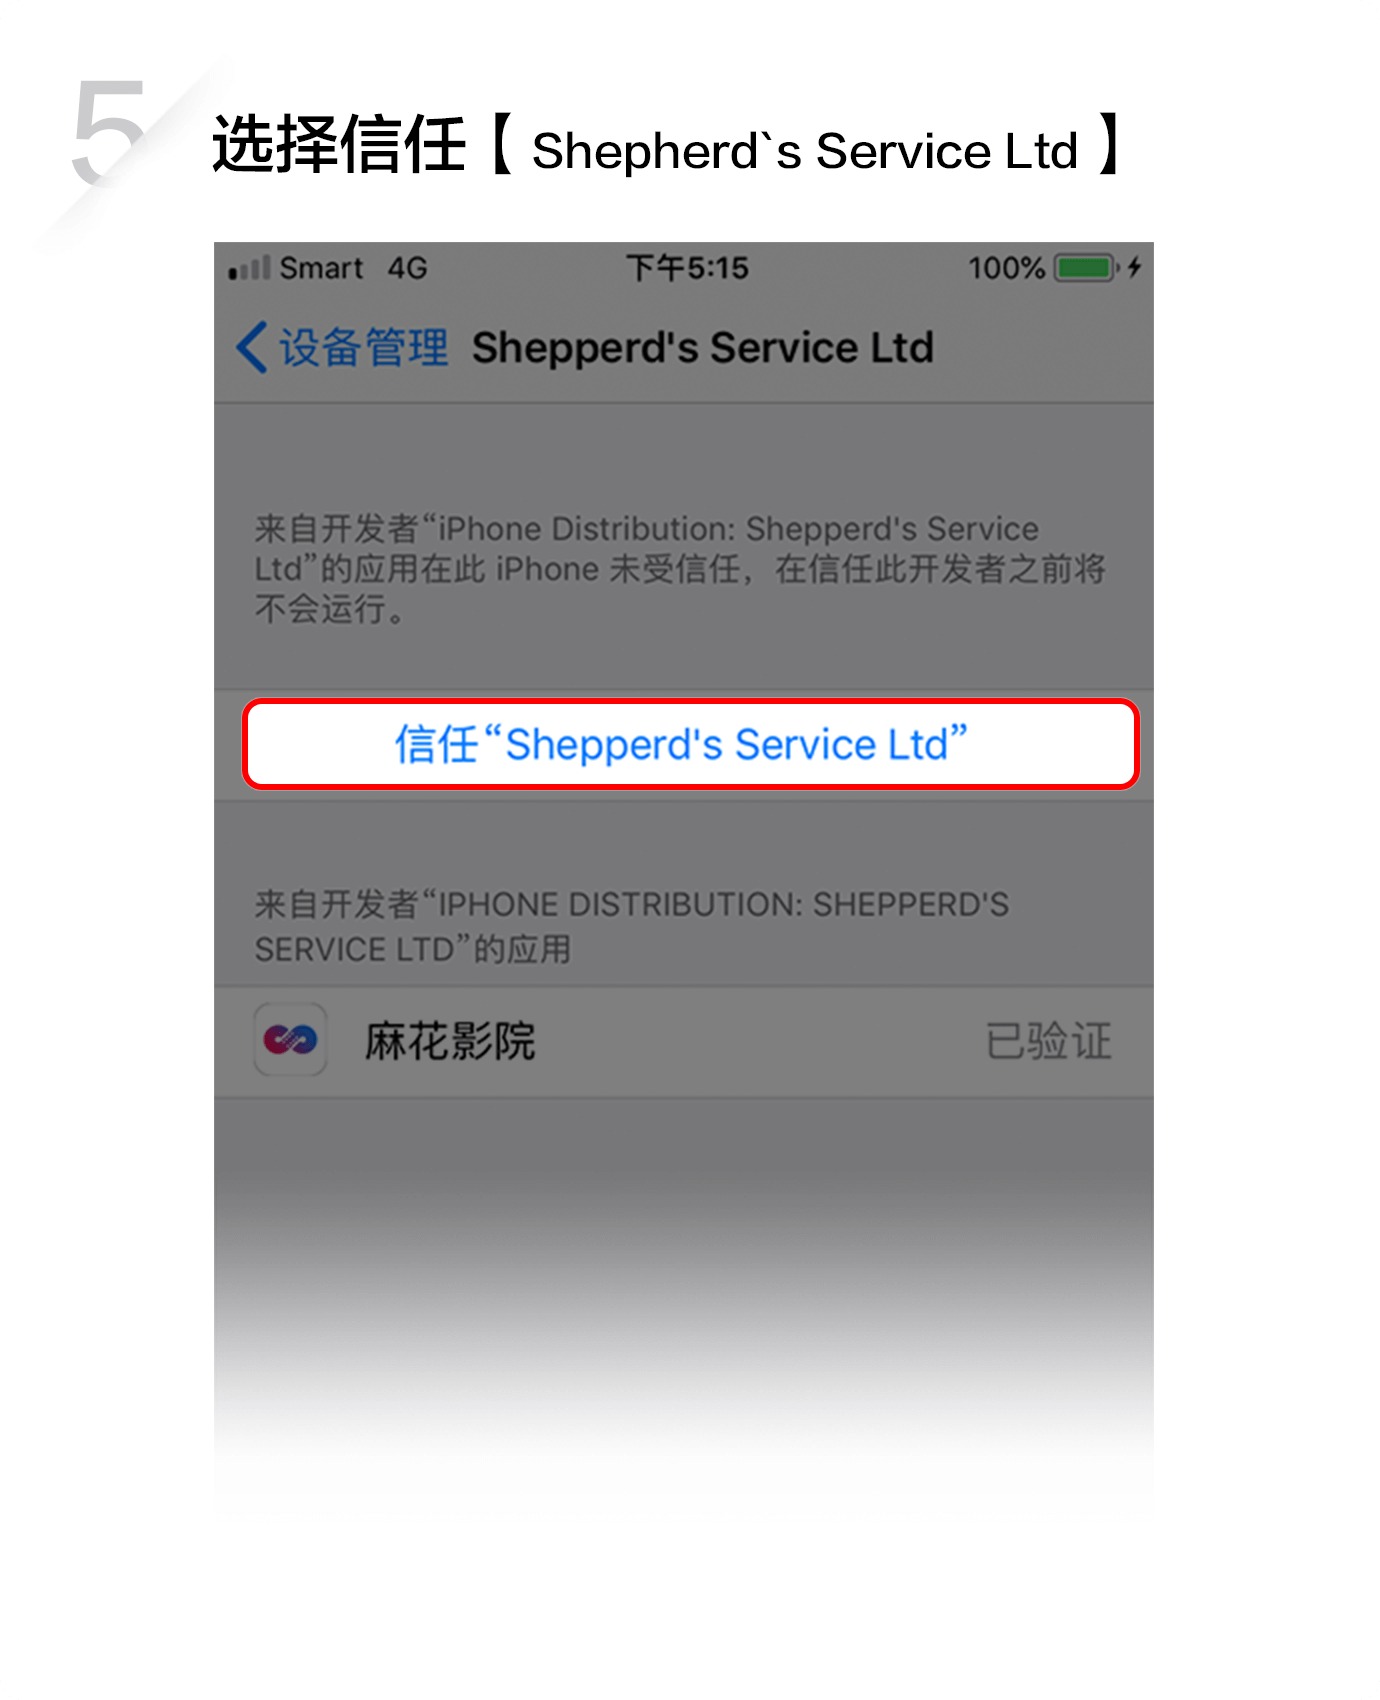 5
选择信任【 Shepherd`s Service Ltd 】
Smart 4G 下午5:15 100%
设备管理 Shepperd's Service Ltd
来自开发者“iPhone Distribution: Shepperd's Service
Ltd”的应用在此 iPhone 未受信任，在信任此开发者之前将
不会运行。
信任“Shepperd's Service Ltd”
来自开发者“IPHONE DISTRIBUTION: SHEPPERD'S
SERVICE LTD”的应用
麻花影院 已验证